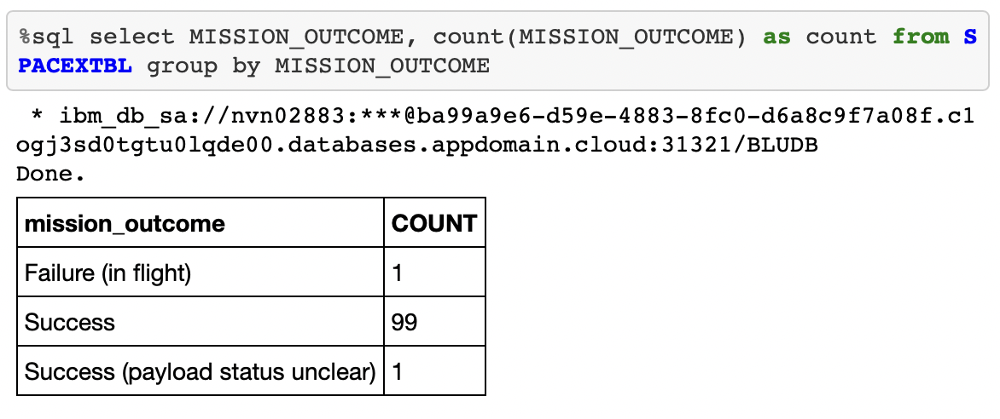 %sql select MISSION_OUTCOME, count(MISSION_OUTCOME) as count from S
PACEXTBL group by MISSION_OUTCOME
* ibm_db_sa://nvn02883:***@ba99a9e6-d59e-4883-8fc0-d6a8c9f7a08f.c1
ogj3sd0tgtu0lqde00.databases.appdomain.cloud:31321/BLUDB
Done.
mission_outcome COUNT
Failure (in flight) 1
Success 99
Success (payload status unclear) 1